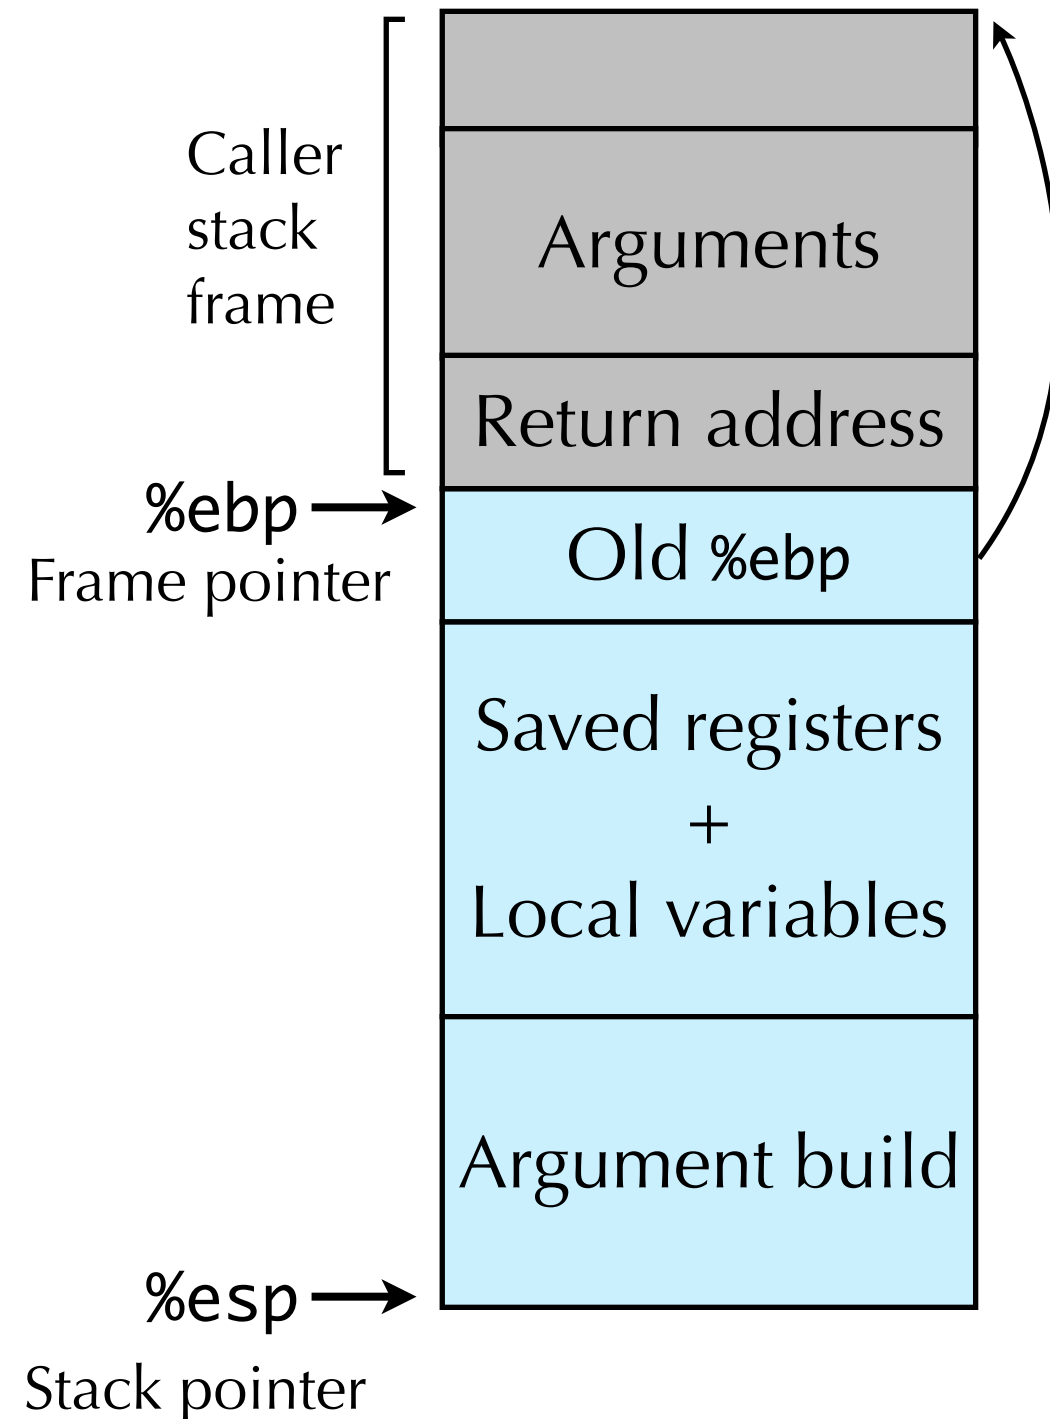 Caller
stack
frame
Arguments
Return address
%ebp
Frame pointer
Old %ebp
Saved registers
+
Local variables
Argument build
%esp
Stack pointer